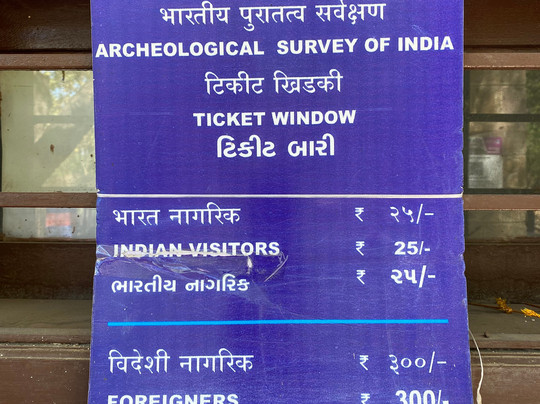 भारतीय पुरातत्व सर्वेक्षण
ARCHEOLOGICAL SURVEY OF INDIA
टिकीट खिडकी
TICKET WINDOW
ટિકીટ બારી
भारत नागरिक ₹ २५/-
INDIAN VISITORS ₹ 25/-
ભારતીય નાગરિક ₹ ૨૫/-
विदेशी नागरिक ₹ ३००/-
FOREIGNERS ₹ 300/-